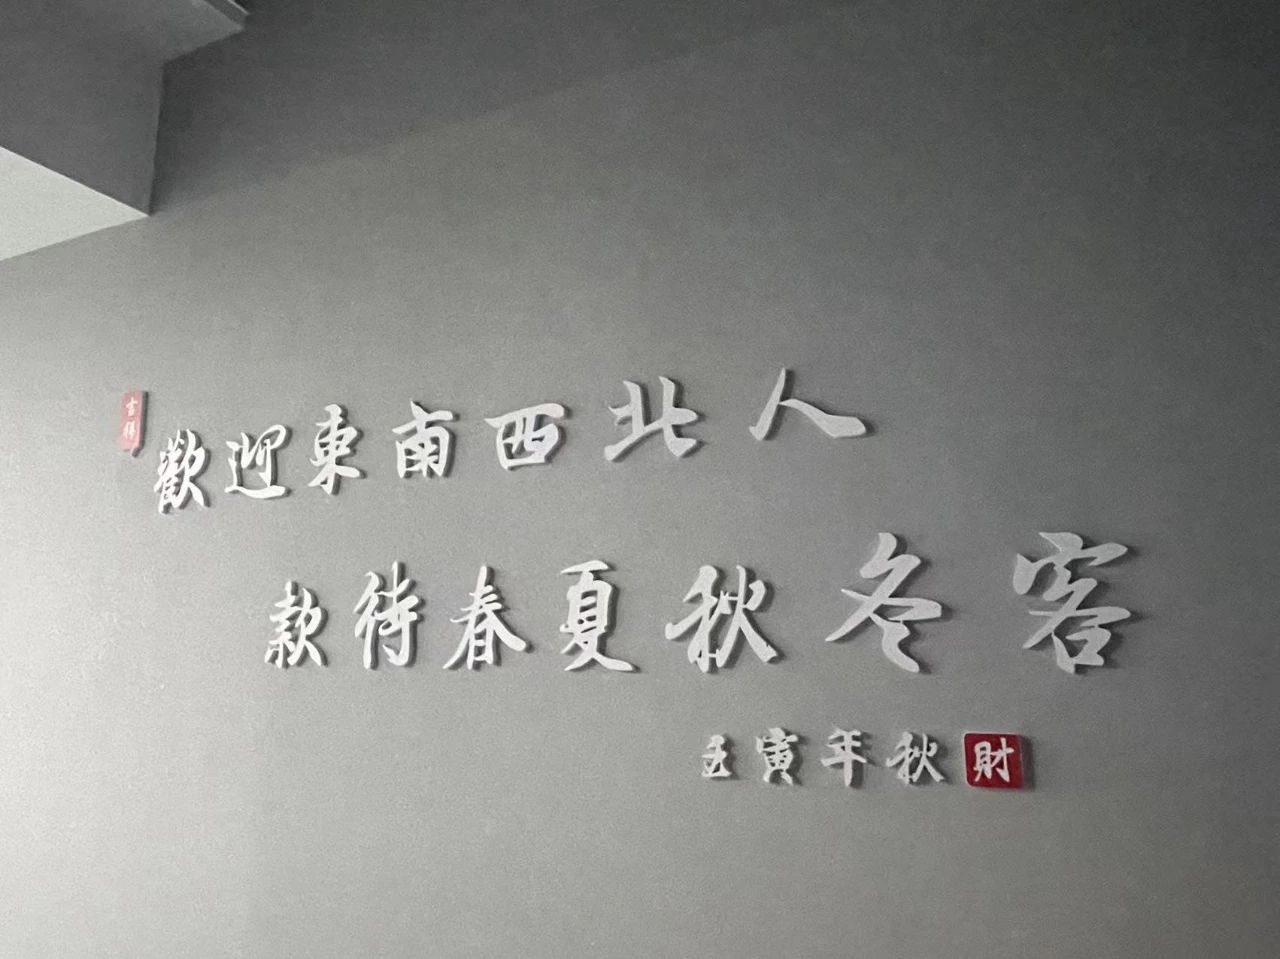 吉祥
歡迎東南西北人
款待春夏秋冬客
壬寅年秋 財